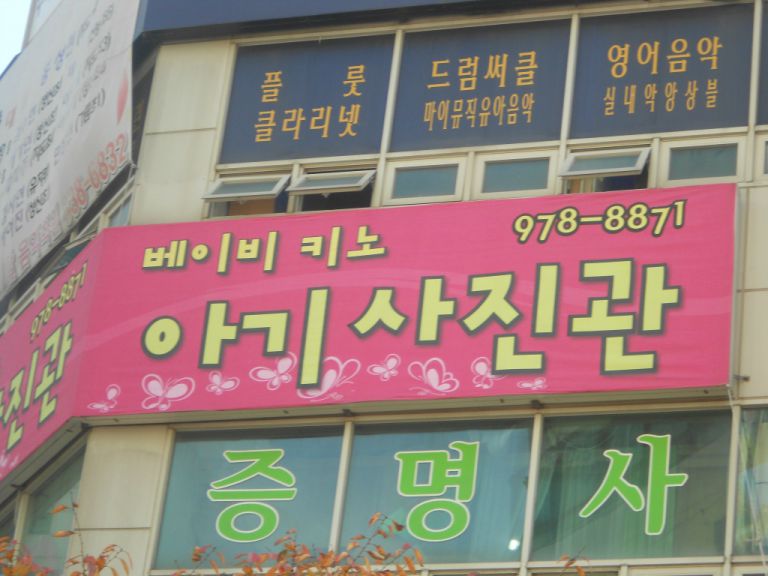 플룻
클라리넷
드럼써클
마이뮤직유아음악
영어음악
실내악앙상블
베이비 키노
978-8871
아기사진관
978-8871
사진관
증명사